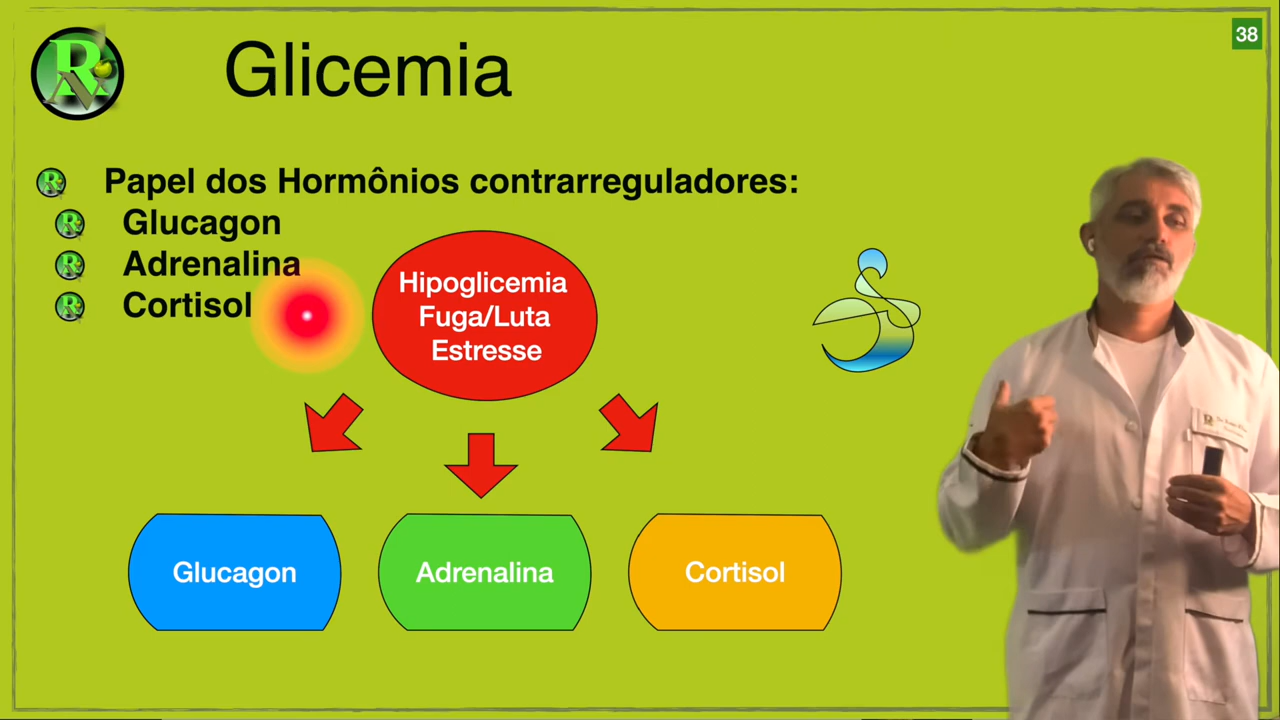 38
Glicemia
Papel dos Hormônios contrarreguladores:
Glucagon
Adrenalina
Cortisol
Hipoglicemia
Fuga/Luta
Estresse
Glucagon
Adrenalina
Cortisol